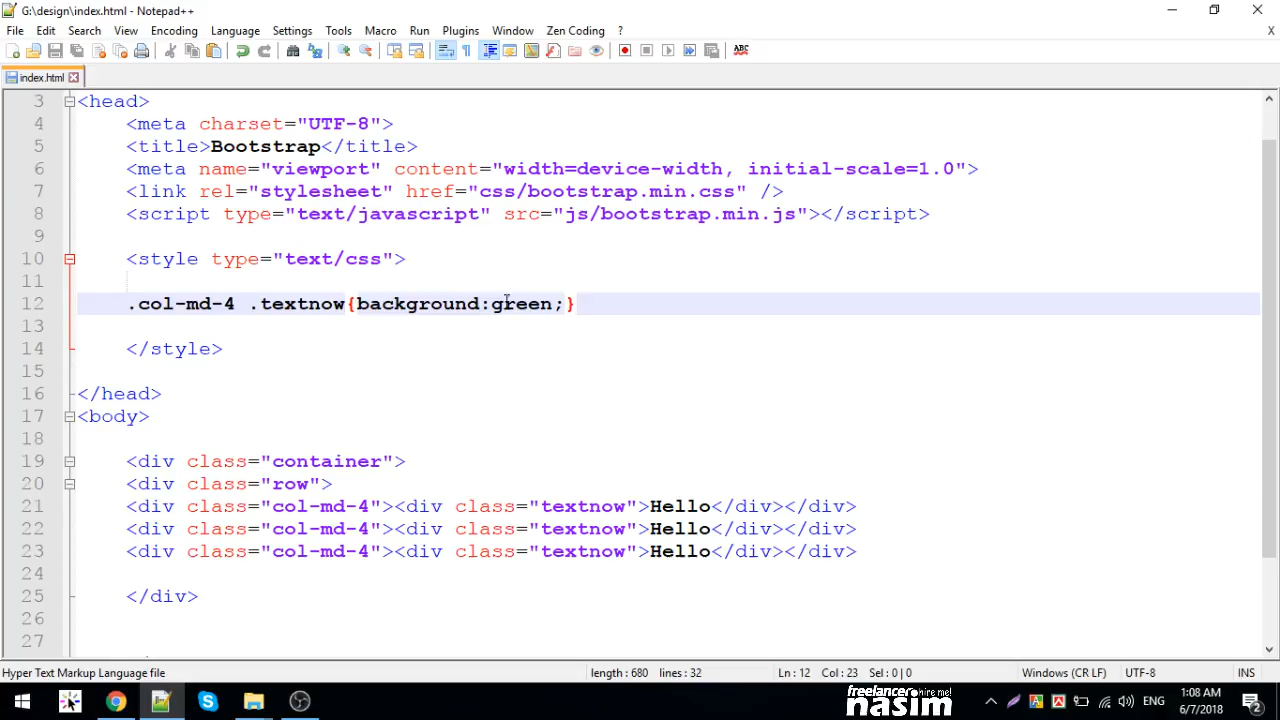 G:\design\index.html - Notepad++
File Edit Search View Encoding Language Settings Tools Macro Run Plugins Window Zen Coding ? X
ABC
index.html
3 <head>
4 <meta charset="UTF-8">
5 <title>Bootstrap</title>
6 <meta name="viewport" content="width=device-width, initial-scale=1.0">
7 <link rel="stylesheet" href="css/bootstrap.min.css" />
8 <script type="text/javascript" src="js/bootstrap.min.js"></script>
9
10 <style type="text/css">
11
12 .col-md-4 .textnow{background:green;}
13
14 </style>
15
16 </head>
17 <body>
18
19 <div class="container">
20 <div class="row">
21 <div class="col-md-4"><div class="textnow">Hello</div></div>
22 <div class="col-md-4"><div class="textnow">Hello</div></div>
23 <div class="col-md-4"><div class="textnow">Hello</div></div>
24
25 </div>
26
27
Hyper Text Markup Language file length : 680 lines : 32 Ln : 12 Col : 23 Sel : 0 | 0 Windows (CR LF) UTF-8 INS
freelancer hire me!
nasim
ENG
1:08 AM
6/7/2018
2